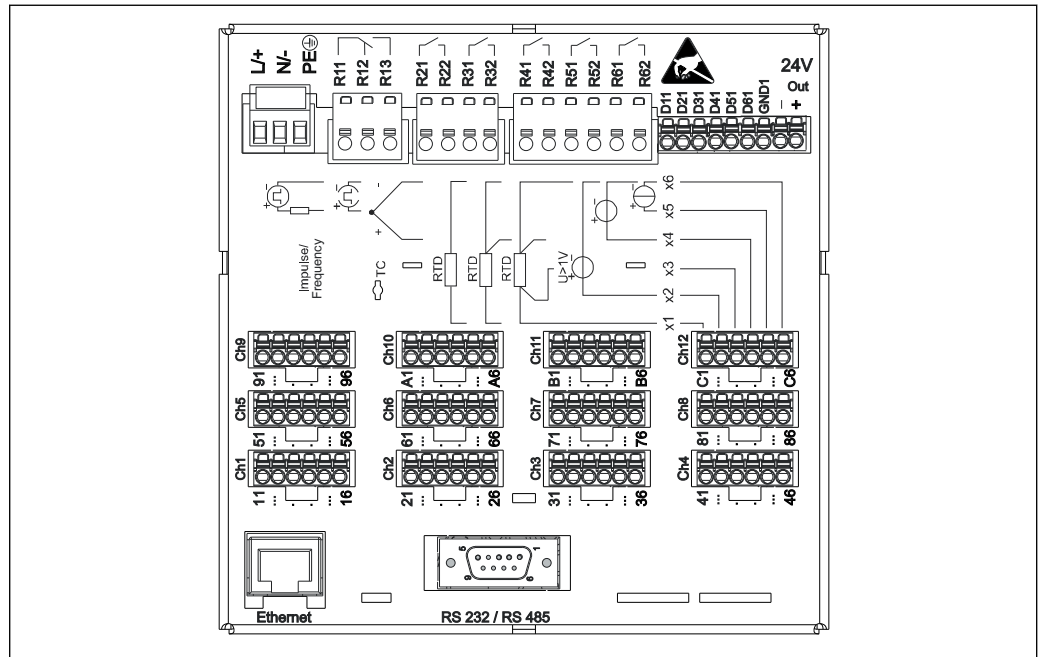 L/+ N/- PE
R11 R12 R13
R21 R22 R31 R32
R41 R42 R51 R52 R61 R62
D11 D21 D31 D41 D51 D61 GND1 - +
24V
Out
+ -
+ -
-
+
Impulse/
Frequency
TC
RTD
RTD
RTD
U>1V
+ -
+ -
+ -
x6
x5
x4
x3
x2
x1
Ch9 91 ... . . ... 96
Ch10 A1 ... . . ... A6
Ch11 B1 ... . . ... B6
Ch12 C1 ... . . ... C6
Ch5 51 ... . . ... 56
Ch6 61 ... . . ... 66
Ch7 71 ... . . ... 76
Ch8 81 ... . . ... 86
Ch1 11 ... . . ... 16
Ch2 21 ... . . ... 26
Ch3 31 ... . . ... 36
Ch4 41 ... . . ... 46
5 1
9 6
Ethernet
RS 232 / RS 485